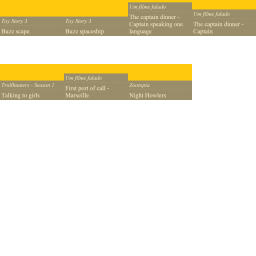 Toy Story 3
Buzz scape
Toy Story 3
Buzz spaceship
Um filme falado
The captain dinner -
Captain speaking one
language
Um filme falado
The captain dinner -
Captain
Trollhunters - Season 1
Talking to girls
Um filme falado
First port of call -
Marseille
Zootopia
Night Howlers